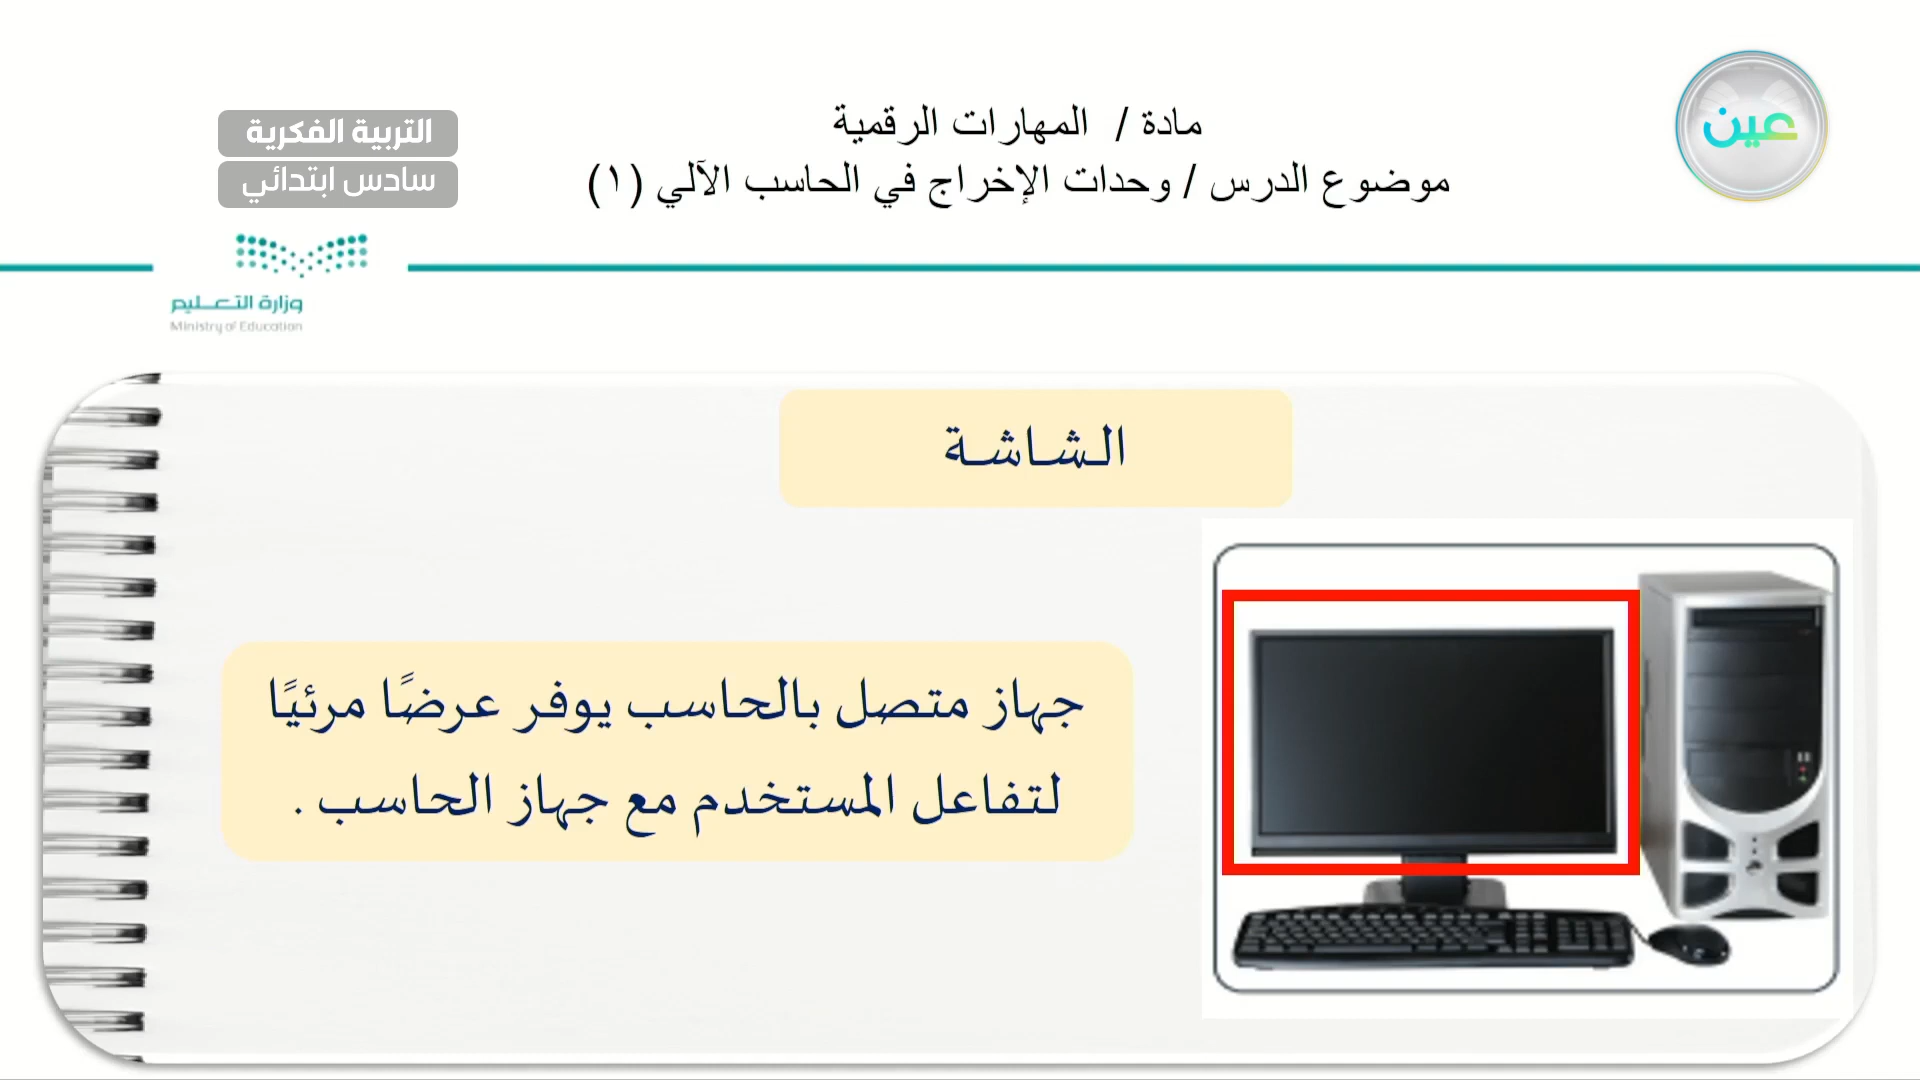 عين
مادة / المهارات الرقمية
موضوع الدرس / وحدات الإخراج في الحاسب الآلي (١)
التربية الفكرية
سادس ابتدائي
وزارة التعليم
Ministry of Education
الشاشة
جهاز متصل بالحاسب يوفر عرضًا مرئيًا
لتفاعل المستخدم مع جهاز الحاسب .